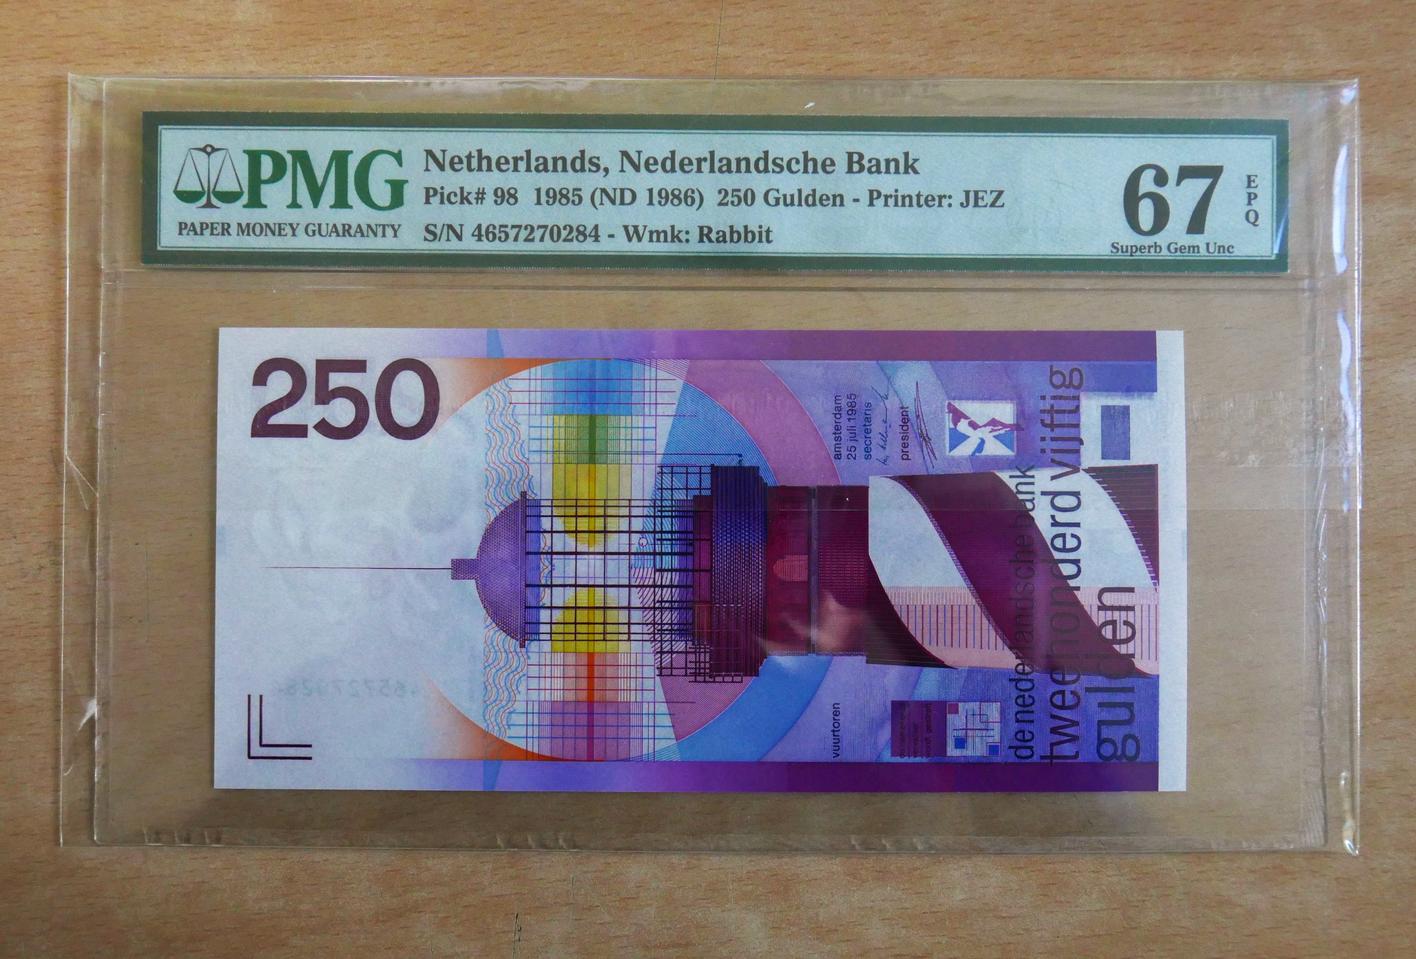 PMG
PAPER MONEY GUARANTY
Netherlands, Nederlandsche Bank
Pick# 98 1985 (ND 1986) 250 Gulden - Printer: JEZ
S/N 4657270284 - Wmk: Rabbit
67
EPQ
Superb Gem Unc
250
amsterdam
25 juli 1985
secretaris
president
vuurtoren
de nederlandsche bank
tweehonderd vijftig
gulden